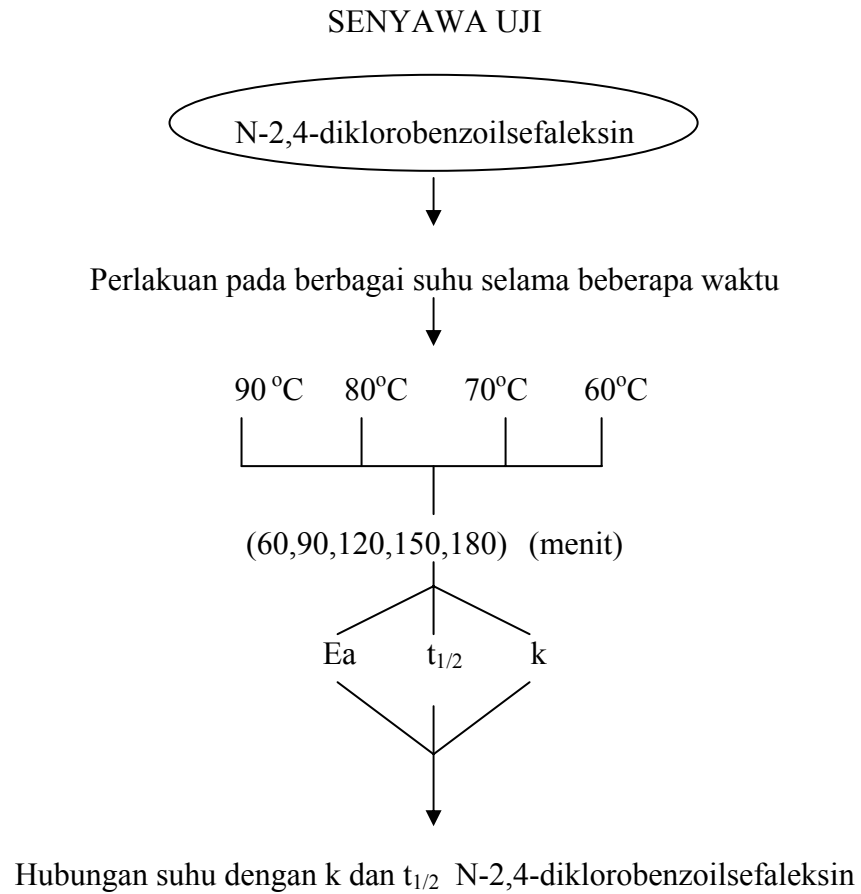 SENYAWA UJI
N-2,4-diklorobenzoilsefaleksin
Perlakuan pada berbagai suhu selama beberapa waktu
90 °C 80°C 70°C 60°C
(60,90,120,150,180) (menit)
Ea t1/2 k
Hubungan suhu dengan k dan t1/2 N-2,4-diklorobenzoilsefaleksin